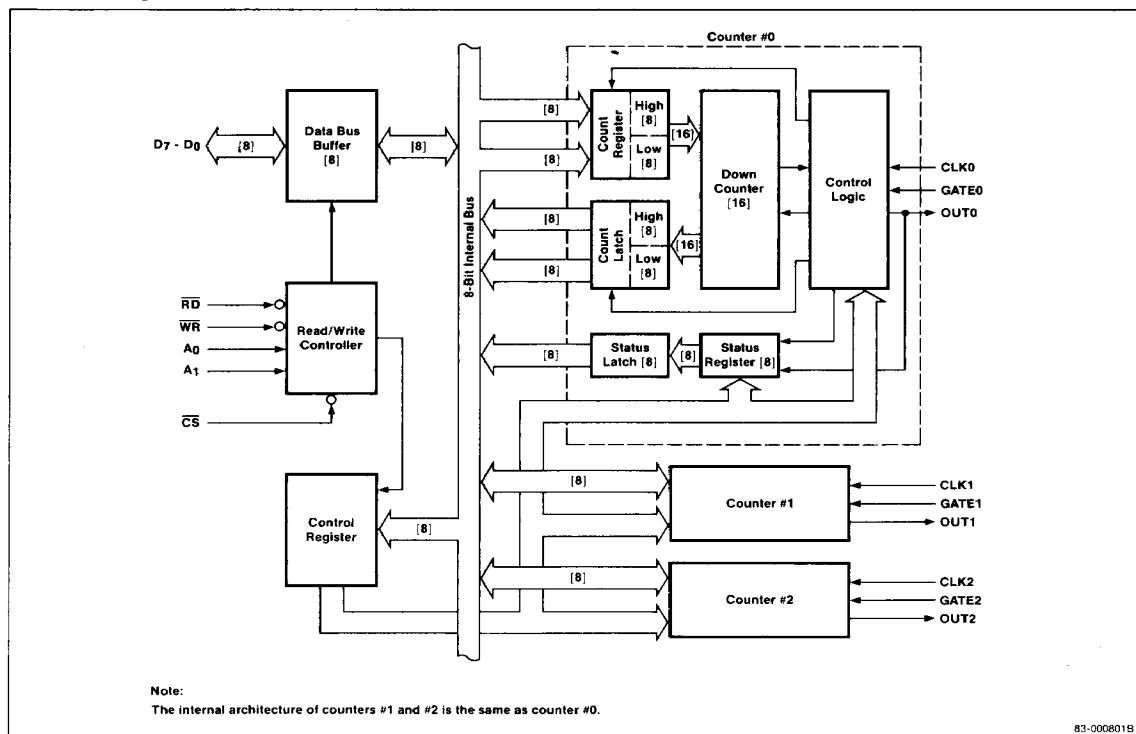 Counter #0
Data Bus
Buffer
[8]
D7 - D0
[8]
[8]
8-Bit Internal Bus
[8]
[8]
Count
Register
High
[8]
Low
[8]
[16]
Down
Counter
[16]
Control
Logic
CLK0
GATE0
OUT0
[8]
[8]
Count
Latch
High
[8]
Low
[8]
[16]
RD
WR
A0
A1
CS
Read/Write
Controller
[8]
Status
Latch [8]
[8]
Status
Register [8]
Control
Register
[8]
[8]
Counter #1
CLK1
GATE1
OUT1
[8]
Counter #2
CLK2
GATE2
OUT2
Note:
The internal architecture of counters #1 and #2 is the same as counter #0.
83-000801B